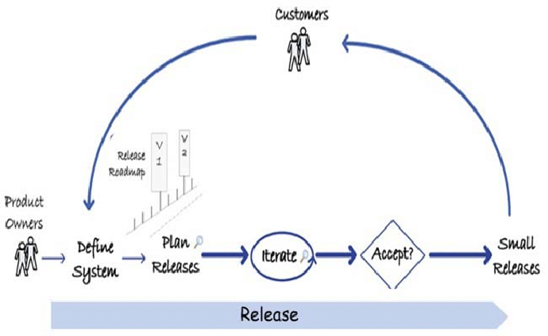 Customers
Release
Roadmap
V
1
V
2
Product
Owners
Define
System
Plan
Releases
Iterate
Accept?
Small
Releases
Release